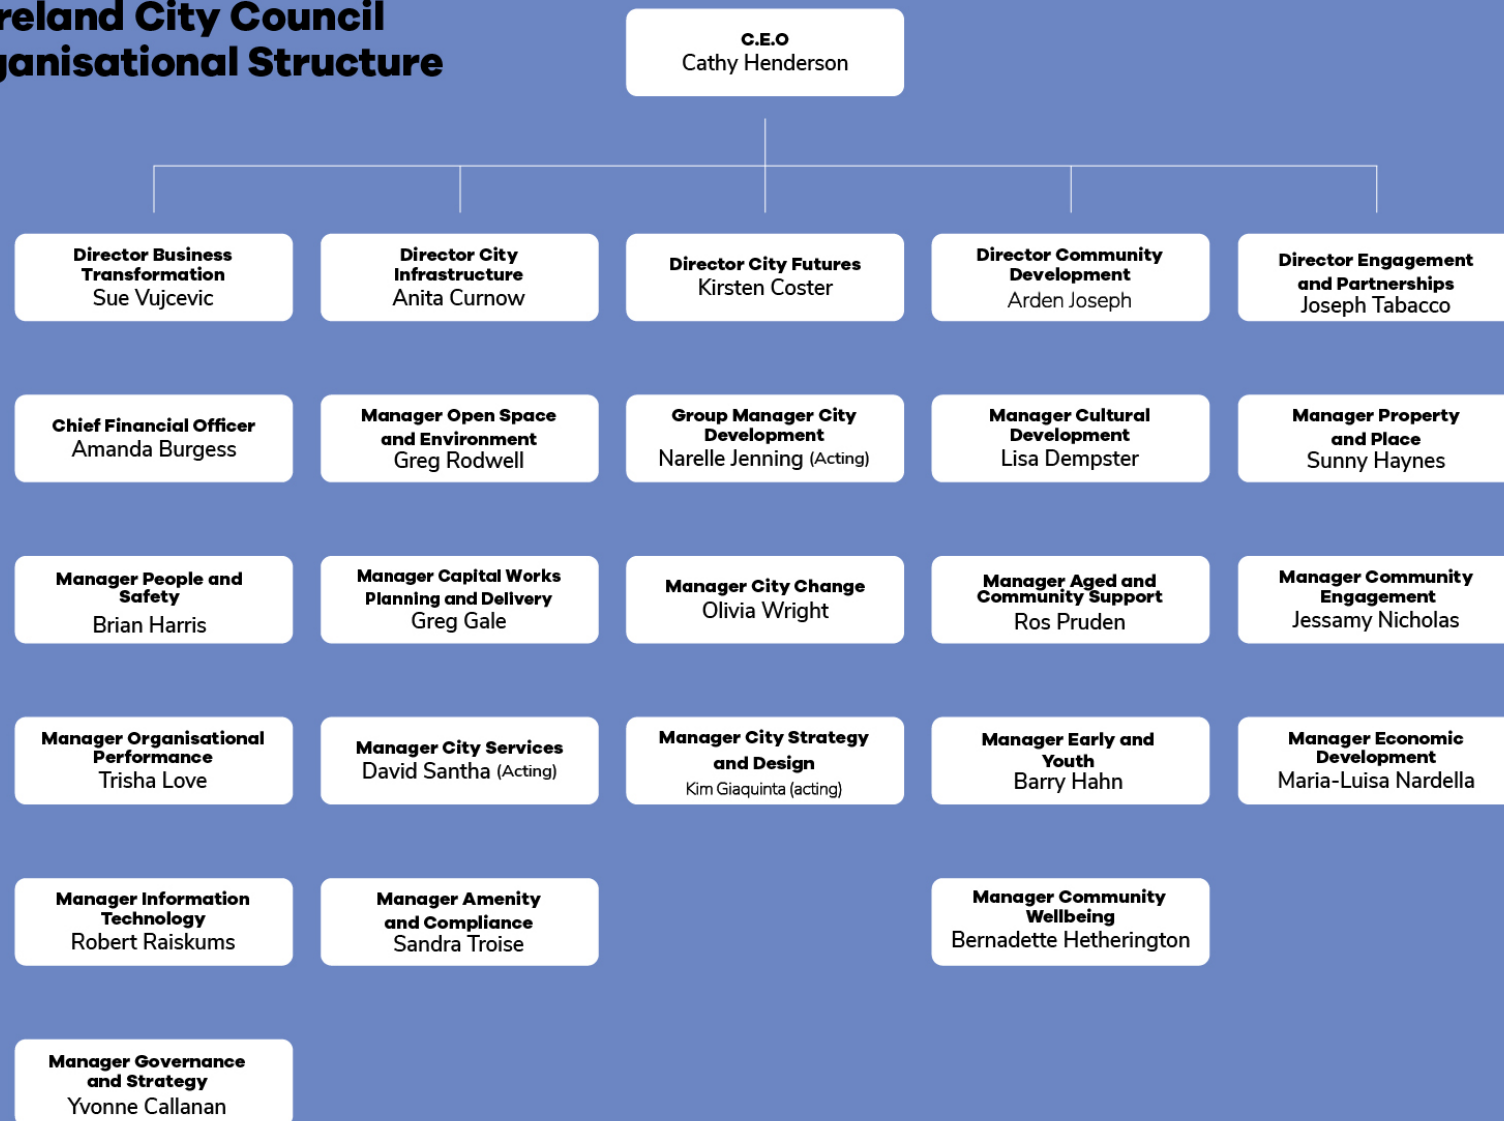 reland City Council
ganisational Structure
C.E.O
Cathy Henderson
Director Business
Transformation
Sue Vujcevic
Director City
Infrastructure
Anita Curnow
Director City Futures
Kirsten Coster
Director Community
Development
Arden Joseph
Director Engagement
and Partnerships
Joseph Tabacco
Chief Financial Officer
Amanda Burgess
Manager Open Space
and Environment
Greg Rodwell
Group Manager City
Development
Narelle Jenning (Acting)
Manager Cultural
Development
Lisa Dempster
Manager Property
and Place
Sunny Haynes
Manager People and
Safety
Brian Harris
Manager Capital Works
Planning and Delivery
Greg Gale
Manager City Change
Olivia Wright
Manager Aged and
Community Support
Ros Pruden
Manager Community
Engagement
Jessamy Nicholas
Manager Organisational
Performance
Trisha Love
Manager City Services
David Santha (Acting)
Manager City Strategy
and Design
Kim Giaquinta (acting)
Manager Early and
Youth
Barry Hahn
Manager Economic
Development
Maria-Luisa Nardella
Manager Information
Technology
Robert Raiskums
Manager Amenity
and Compliance
Sandra Troise
Manager Community
Wellbeing
Bernadette Hetherington
Manager Governance
and Strategy
Yvonne Callanan